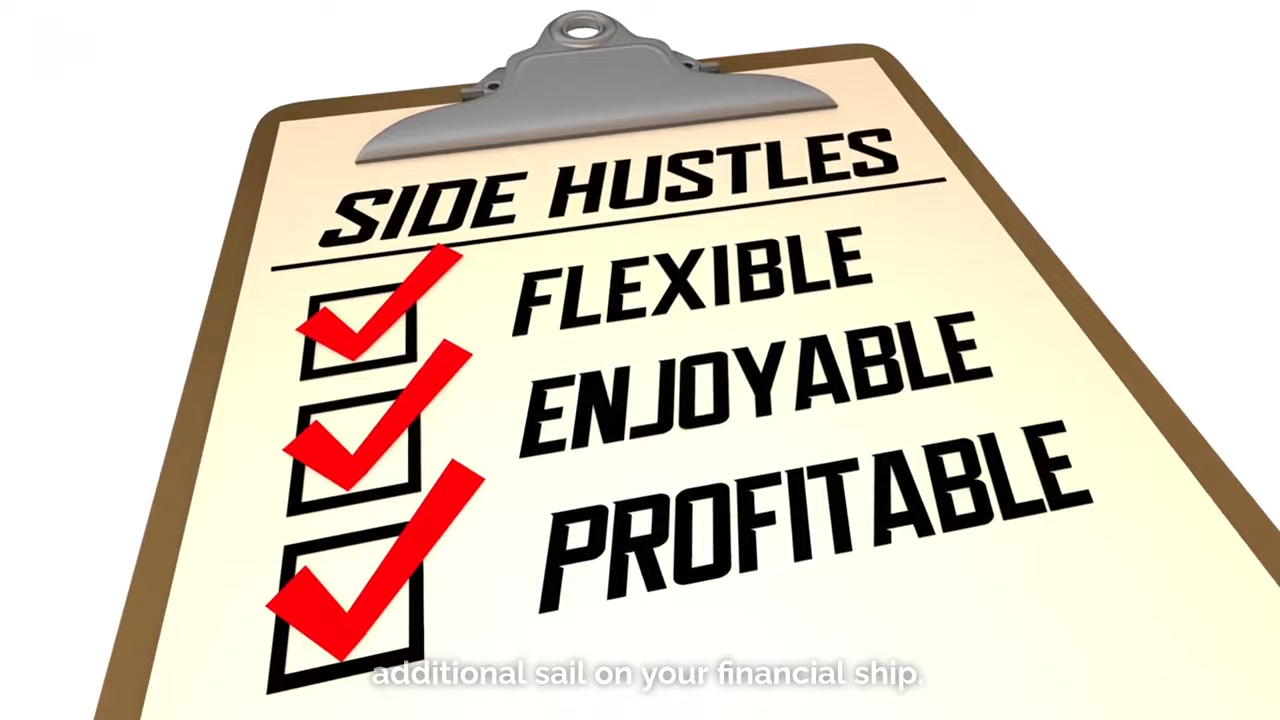 SIDE HUSTLES
FLEXIBLE
ENJOYABLE
PROFITABLE
additional sail on your financial ship.